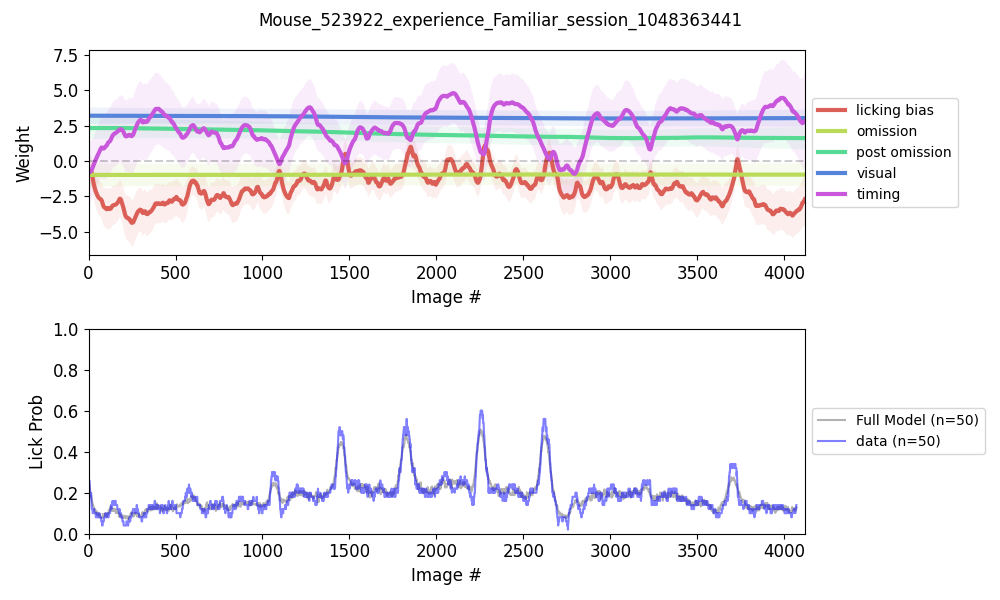 Mouse_523922_experience_Familiar_session_1048363441
7.5
5.0
2.5
0.0
−2.5
−5.0
Weight
0 500 1000 1500 2000 2500 3000 3500 4000
Image #
licking bias
omission
post omission
visual
timing
1.0
0.8
0.6
0.4
0.2
0.0
Lick Prob
0 500 1000 1500 2000 2500 3000 3500 4000
Image #
Full Model (n=50)
data (n=50)